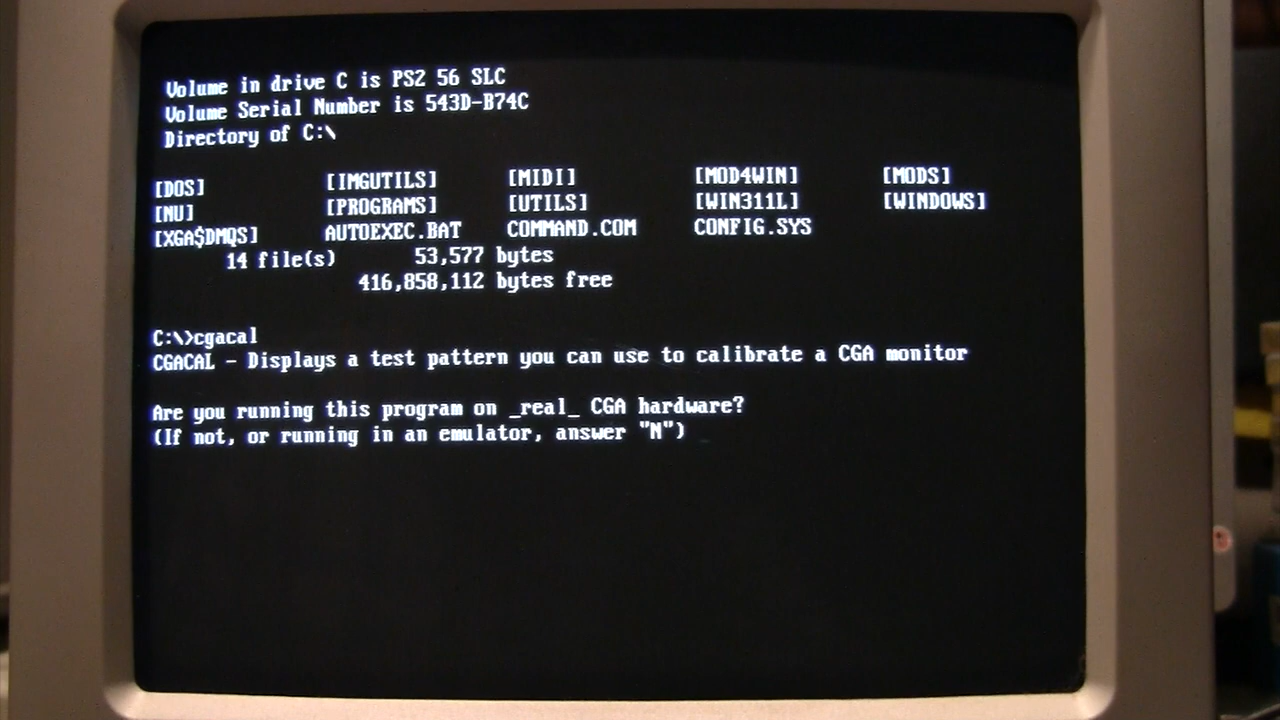 Volume in drive C is PS2 56 SLC
Volume Serial Number is 543D-B74C
Directory of C:\
[DOS] [IMGUTILS] [MIDI] [MOD4WIN] [MODS]
[NU] [PROGRAMS] [UTILS] [WIN311L] [WINDOWS]
[XGA$DMQS] AUTOEXEC.BAT COMMAND.COM CONFIG.SYS
14 file(s) 53,577 bytes
416,858,112 bytes free
C:\>cgacal
CGACAL - Displays a test pattern you can use to calibrate a CGA monitor
Are you running this program on _real_ CGA hardware?
(If not, or running in an emulator, answer "N")